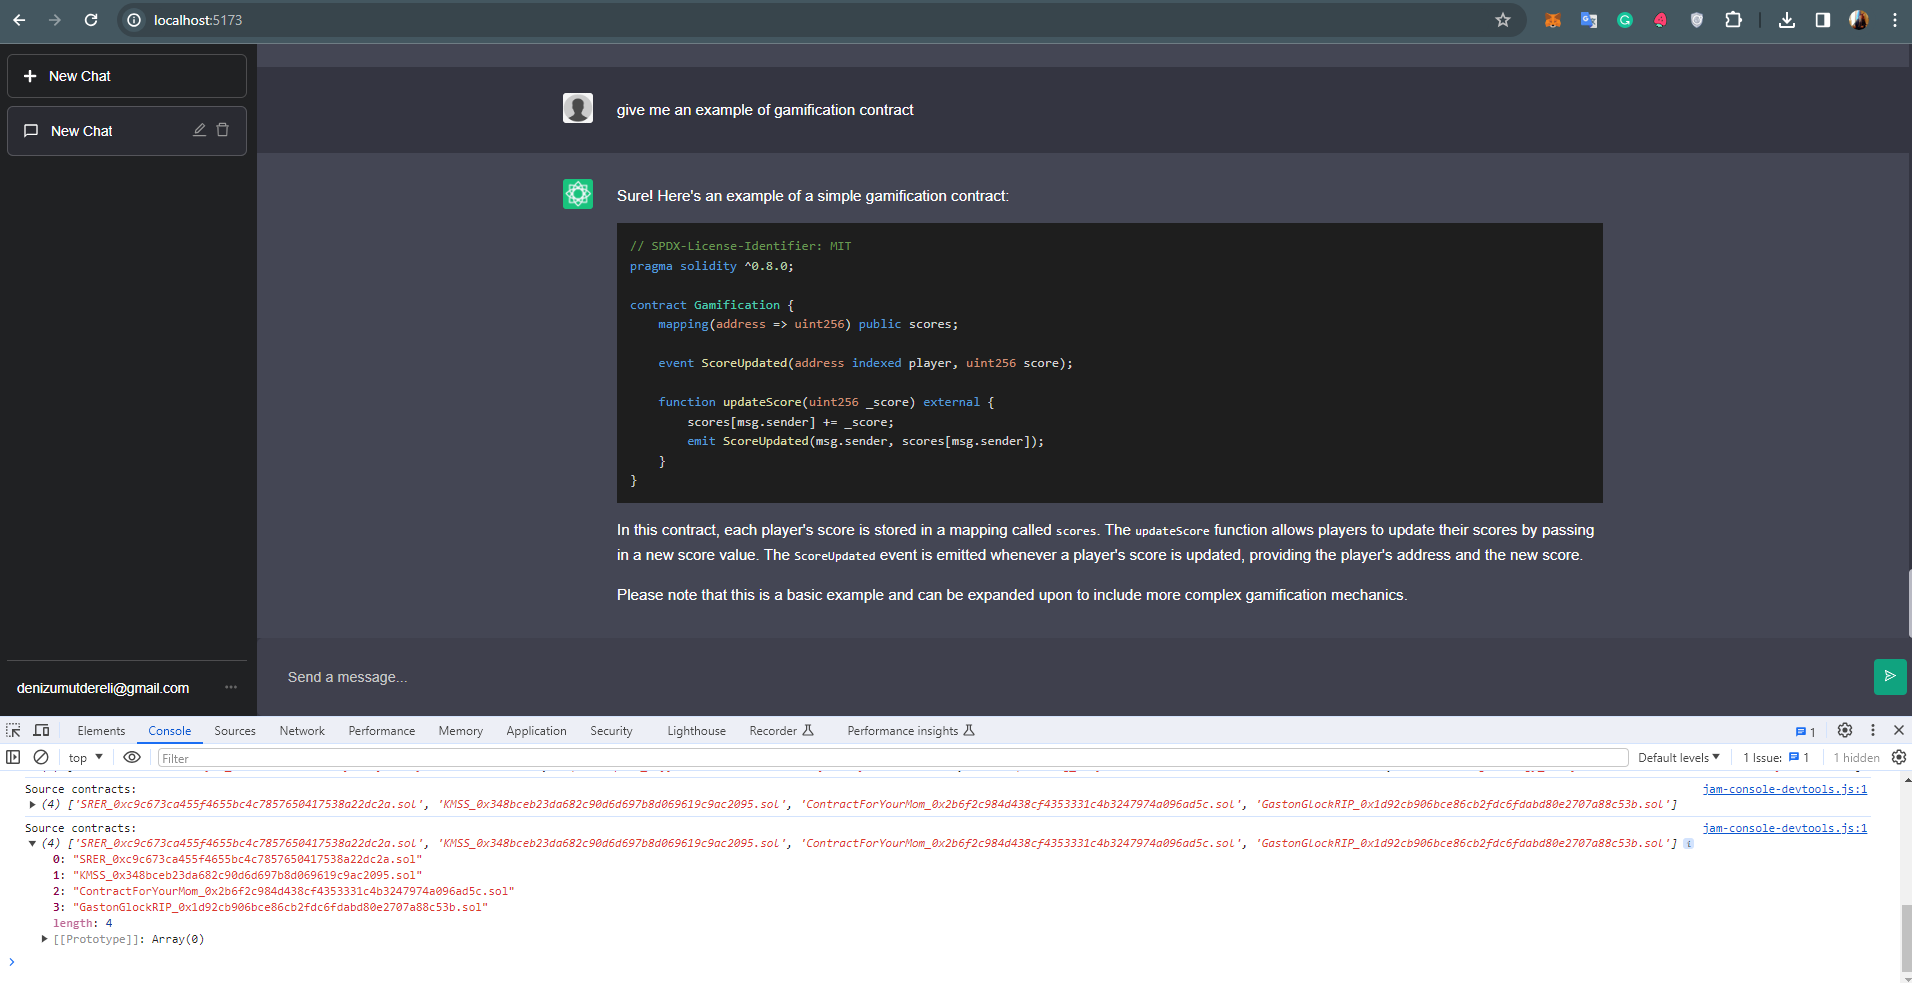 localhost:5173
New Chat
New Chat
give me an example of gamification contract
Sure! Here's an example of a simple gamification contract:
// SPDX-License-Identifier: MIT
pragma solidity ^0.8.0;
contract Gamification {
mapping(address => uint256) public scores;
event ScoreUpdated(address indexed player, uint256 score);
function updateScore(uint256 _score) external {
scores[msg.sender] += _score;
emit ScoreUpdated(msg.sender, scores[msg.sender]);
}
}
In this contract, each player's score is stored in a mapping called scores. The updateScore function allows players to update their scores by passing
in a new score value. The ScoreUpdated event is emitted whenever a player's score is updated, providing the player's address and the new score.
Please note that this is a basic example and can be expanded upon to include more complex gamification mechanics.
denizumutdereli@gmail.com
Send a message...
Elements Console Sources Network Performance Memory Application Security Lighthouse Recorder Performance insights 1
top Filter Default levels 1 Issue: 1 1 hidden
Source contracts: jam-console-devtools.js:1
(4) ['SRER_0xc9c673ca455f4655bc4c7857650417538a22dc2a.sol', 'KMSS_0x348bceb23da682c90d6d697b8d069619c9ac2095.sol', 'ContractForYourMom_0x2b6f2c984d438cf4353331c4b3247974a096ad5c.sol', 'GastonGlockRIP_0x1d92cb906bce86cb2fdc6fdabd80e2707a88c53b.sol']
Source contracts: jam-console-devtools.js:1
(4) ['SRER_0xc9c673ca455f4655bc4c7857650417538a22dc2a.sol', 'KMSS_0x348bceb23da682c90d6d697b8d069619c9ac2095.sol', 'ContractForYourMom_0x2b6f2c984d438cf4353331c4b3247974a096ad5c.sol', 'GastonGlockRIP_0x1d92cb906bce86cb2fdc6fdabd80e2707a88c53b.sol']
0: "SRER_0xc9c673ca455f4655bc4c7857650417538a22dc2a.sol"
1: "KMSS_0x348bceb23da682c90d6d697b8d069619c9ac2095.sol"
2: "ContractForYourMom_0x2b6f2c984d438cf4353331c4b3247974a096ad5c.sol"
3: "GastonGlockRIP_0x1d92cb906bce86cb2fdc6fdabd80e2707a88c53b.sol"
length: 4
[[Prototype]]: Array(0)